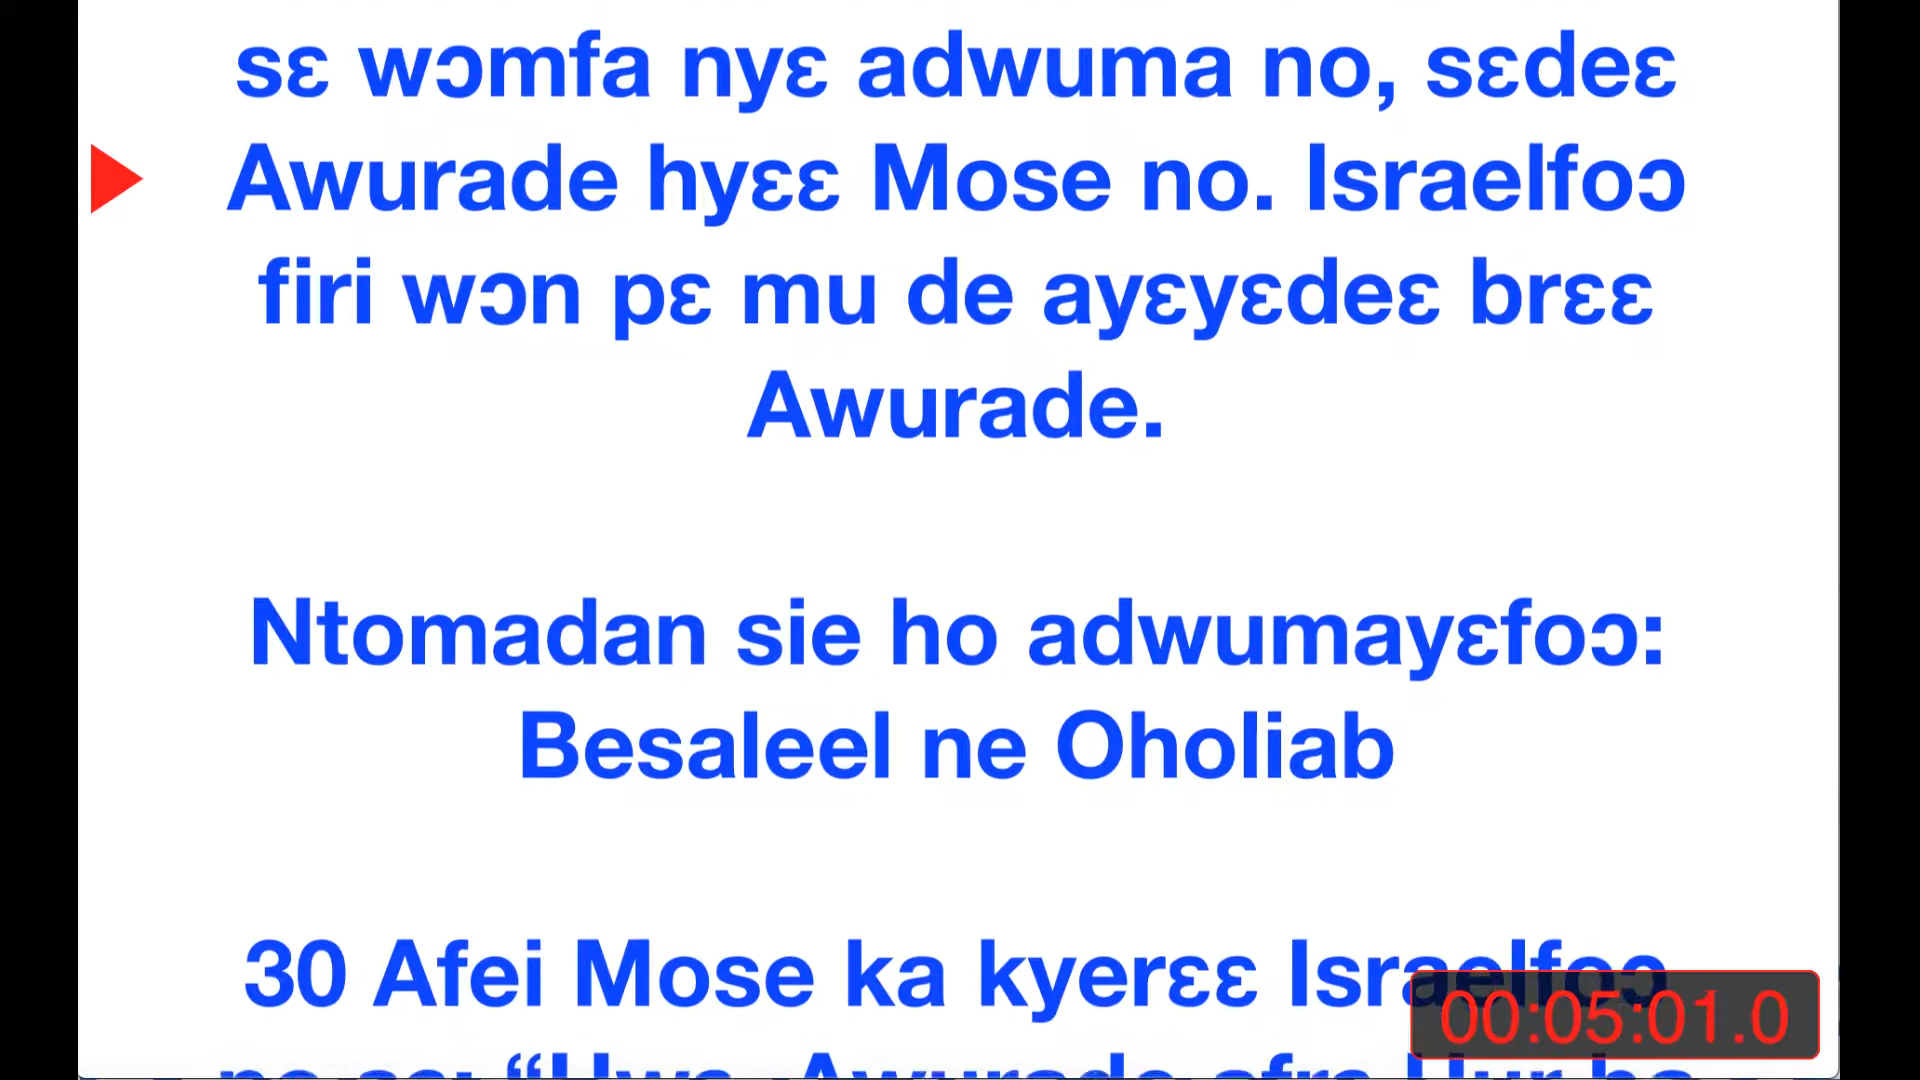 sɛ wɔmfa nyɛ adwuma no, sɛdeɛ
Awurade hyɛɛ Mose no. Israelfoɔ
firi wɔn pɛ mu de ayɛyɛdeɛ brɛɛ
Awurade.
Ntomadan sie ho adwumayɛfoɔ:
Besaleel ne Oholiab
30 Afei Mose ka kyerɛɛ Israelfoɔ
00:05:01.0